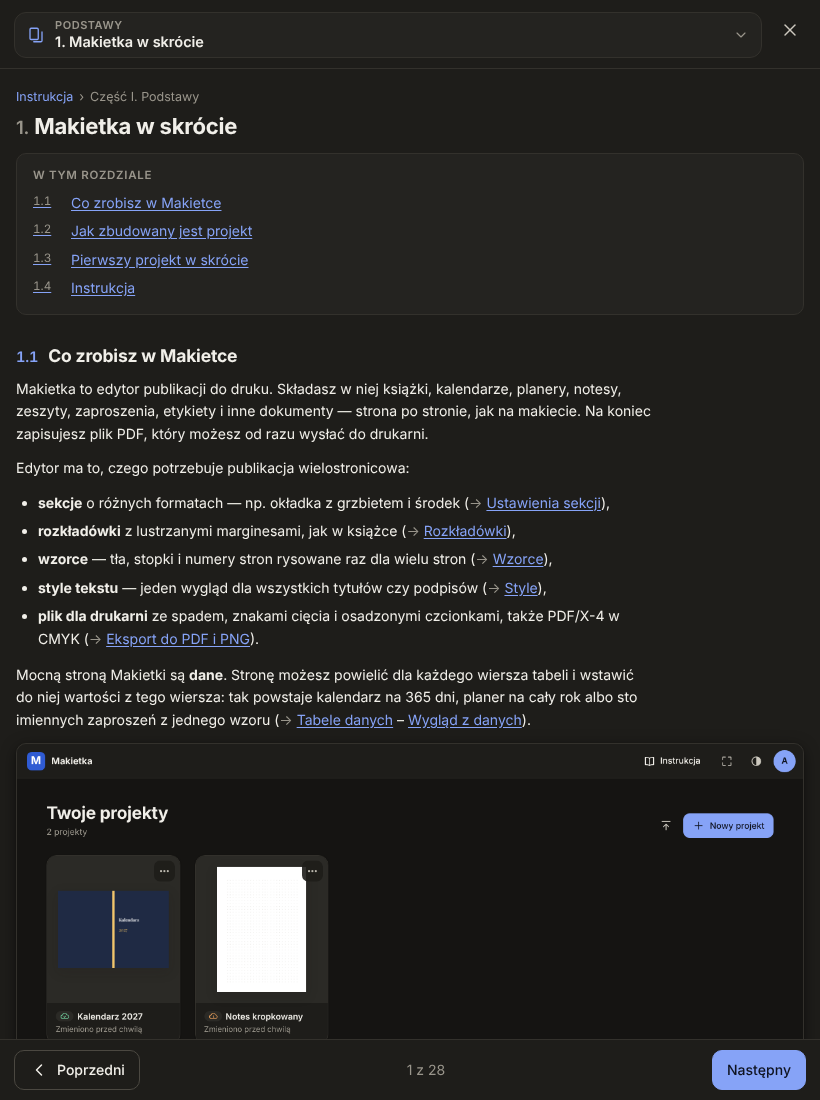 PODSTAWY
1. Makietka w skrócie
Instrukcja › Część I. Podstawy
1. Makietka w skrócie
W TYM ROZDZIALE
1.1 Co zrobisz w Makietce
1.2 Jak zbudowany jest projekt
1.3 Pierwszy projekt w skrócie
1.4 Instrukcja
1.1 Co zrobisz w Makietce
Makietka to edytor publikacji do druku. Składasz w niej książki, kalendarze, planery, notesy,
zeszyty, zaproszenia, etykiety i inne dokumenty — strona po stronie, jak na makiecie. Na koniec
zapisujesz plik PDF, który możesz od razu wysłać do drukarni.
Edytor ma to, czego potrzebuje publikacja wielostronicowa:
• sekcje o różnych formatach — np. okładka z grzbietem i środek (→ Ustawienia sekcji),
• rozkładówki z lustrzanymi marginesami, jak w książce (→ Rozkładówki),
• wzorce — tła, stopki i numery stron rysowane raz dla wielu stron (→ Wzorce),
• style tekstu — jeden wygląd dla wszystkich tytułów czy podpisów (→ Style),
• plik dla drukarni ze spadem, znakami cięcia i osadzonymi czcionkami, także PDF/X-4 w
CMYK (→ Eksport do PDF i PNG).
Mocną stroną Makietki są dane. Stronę możesz powielić dla każdego wiersza tabeli i wstawić
do niej wartości z tego wiersza: tak powstaje kalendarz na 365 dni, planer na cały rok albo sto
imiennych zaproszeń z jednego wzoru (→ Tabele danych – Wygląd z danych).
M Makietka
Instrukcja
A
Twoje projekty
2 projekty
+ Nowy projekt
Kalendarz
2027
Kalendarz 2027
Zmieniono przed chwilą
Notes kropkowany
Zmieniono przed chwilą
Poprzedni
1 z 28
Następny